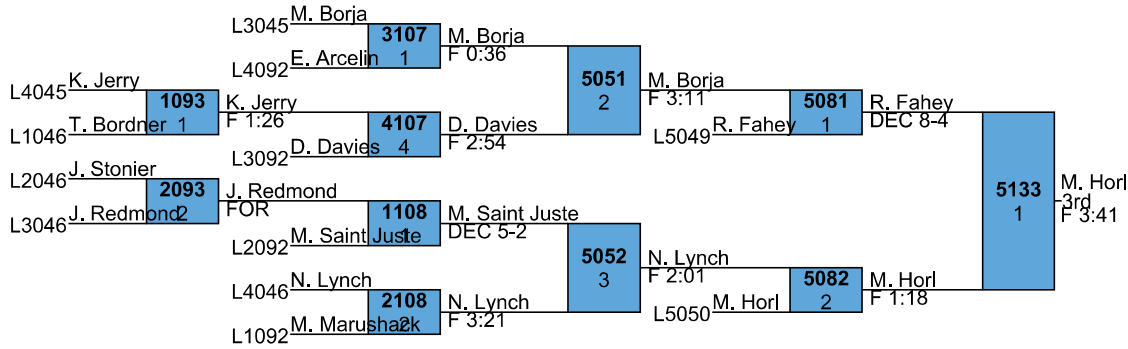 L3045 M. Borja
3107
1
M. Borja
F 0:36
L4092 E. Arcelin
L4045 K. Jerry
1093
1
K. Jerry
F 1:26
L1046 T. Bordner
4107
4
D. Davies
F 2:54
L3092 D. Davies
5051
2
M. Borja
F 3:11
5081
1
R. Fahey
DEC 8-4
L5049 R. Fahey
L2046 J. Stonier
2093
2
J. Redmond
FOR
L3046 J. Redmond
1108
1
M. Saint Juste
DEC 5-2
L2092 M. Saint Juste
5133
1
M. Horl
3rd
F 3:41
5052
3
N. Lynch
F 2:01
L4046 N. Lynch
2108
2
N. Lynch
F 3:21
L1092 M. Marushack
5082
2
M. Horl
F 1:18
L5050 M. Horl